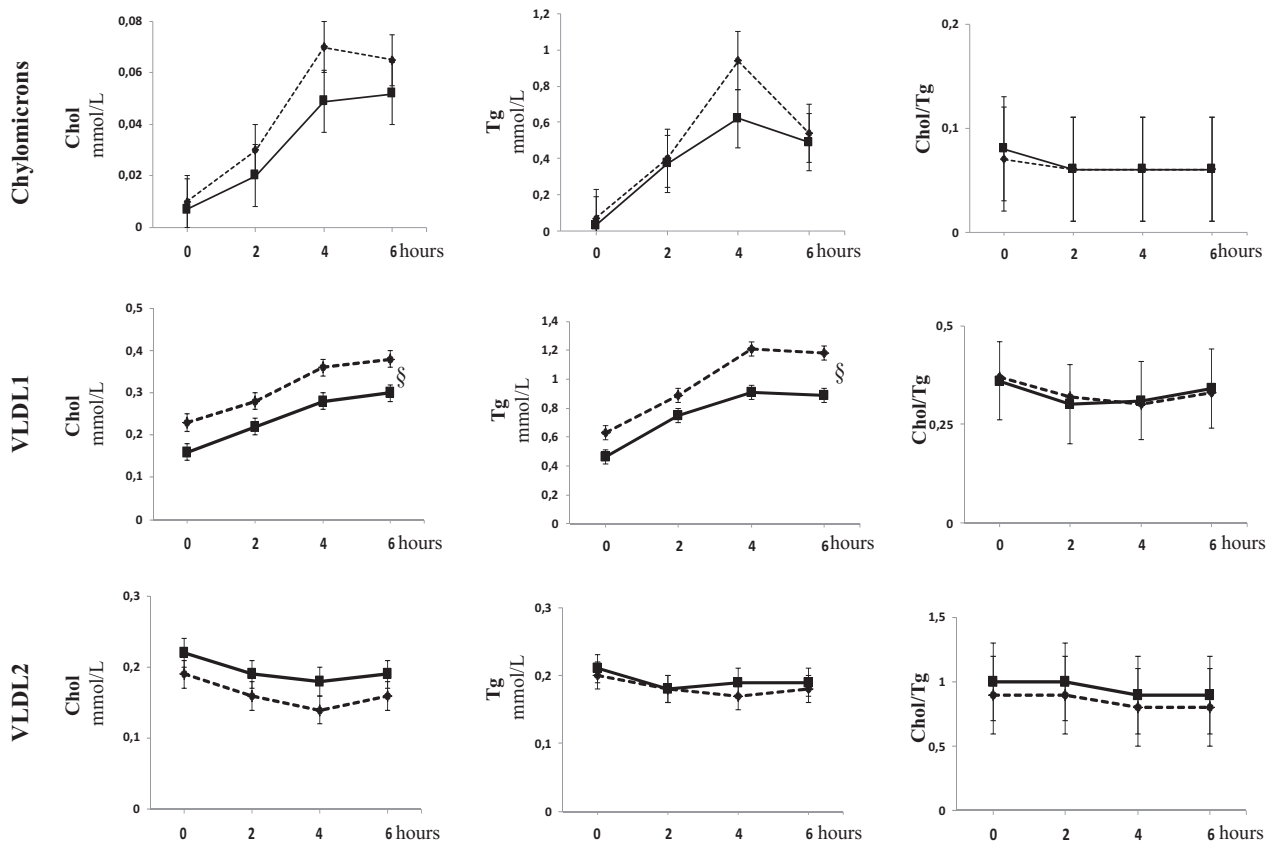 Chylomicrons
Chol
mmol/L
0,08
0,06
0,04
0,02
0
0 2 4 6 hours
Tg
mmol/L
1,2
1
0,8
0,6
0,4
0,2
0
0 2 4 6 hours
Chol/Tg
0,2
0,1
0
0 2 4 6 hours
VLDL1
Chol
mmol/L
0,5
0,4
0,3
0,2
0,1
0
§
0 2 4 6 hours
Tg
mmol/L
1,4
1,2
1
0,8
0,6
0,4
0,2
0
§
0 2 4 6 hours
Chol/Tg
0,5
0,25
0
0 2 4 6 hours
VLDL2
Chol
mmol/L
0,3
0,2
0,1
0
0 2 4 6 hours
Tg
mmol/L
0,3
0,2
0,1
0
0 2 4 6 hours
Chol/Tg
1,5
1
0,5
0
0 2 4 6 hours